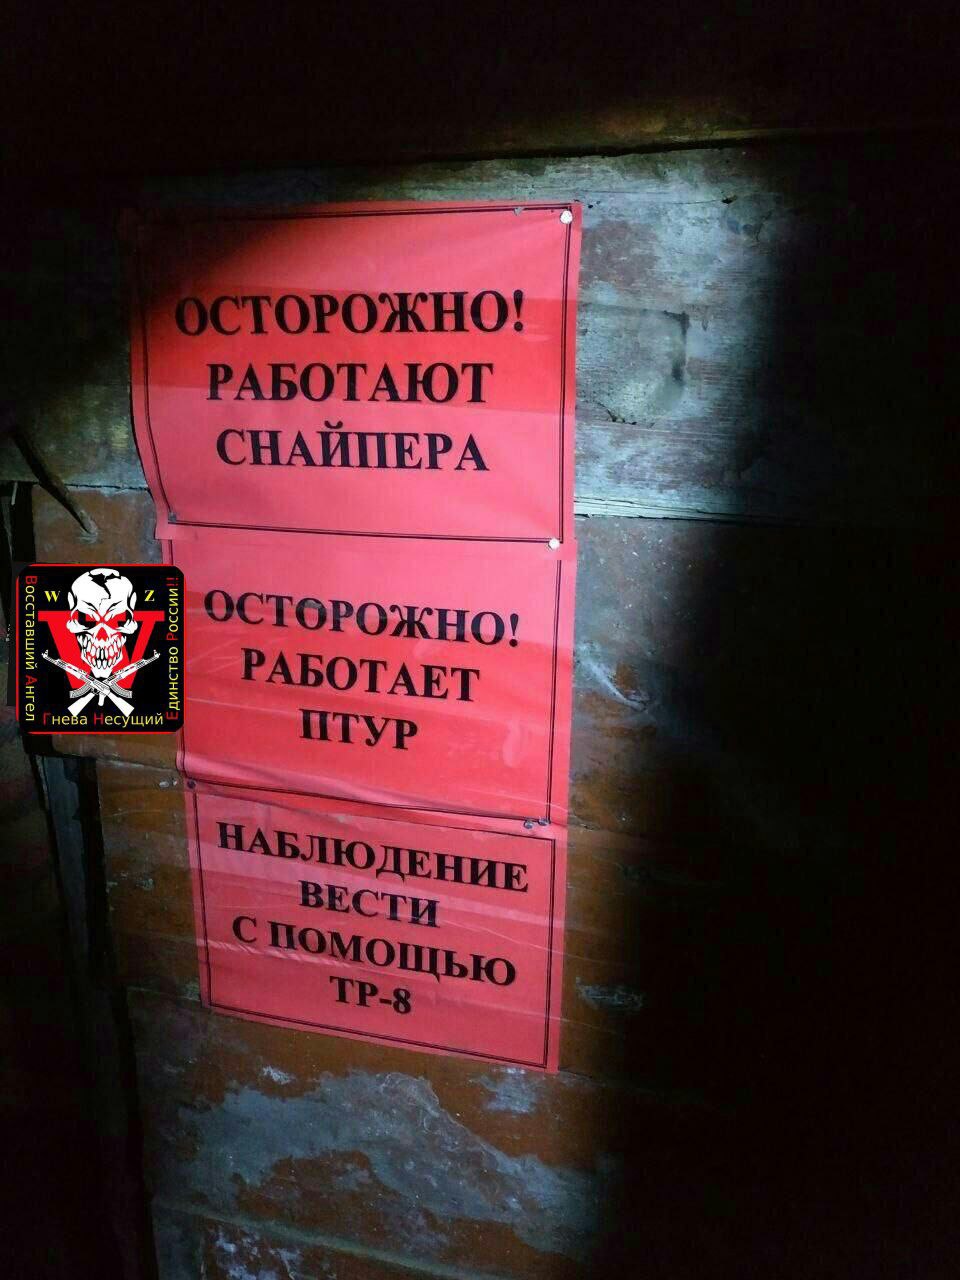 ОСТОРОЖНО!
РАБОТАЮТ
СНАЙПЕРА
ОСТОРОЖНО!
РАБОТАЕТ
ПТУР
НАБЛЮДЕНИЕ
ВЕСТИ
С ПОМОЩЬЮ
ТР-8
W Z
V
Восставший Ангел
Гнева Несущий
Единство России!!